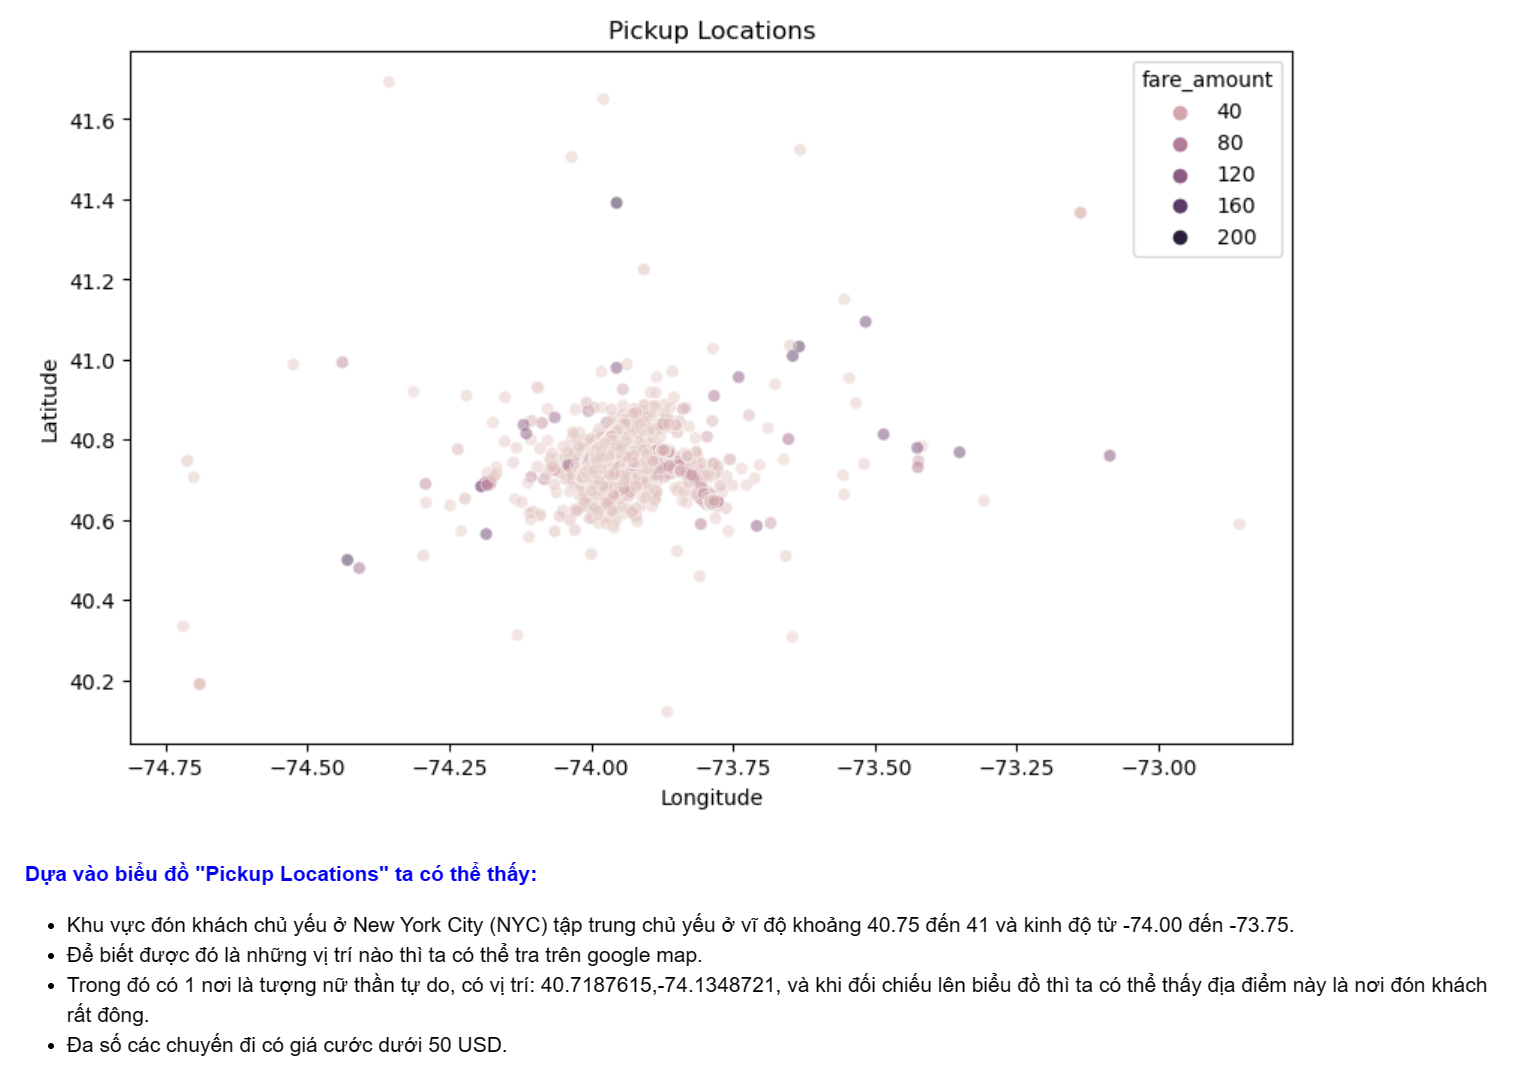 Pickup Locations
fare_amount
40
80
120
160
200
41.6
41.4
41.2
41.0
40.8
40.6
40.4
40.2
Latitude
−74.75 −74.50 −74.25 −74.00 −73.75 −73.50 −73.25 −73.00
Longitude
Dựa vào biểu đồ "Pickup Locations" ta có thể thấy:
• Khu vực đón khách chủ yếu ở New York City (NYC) tập trung chủ yếu ở vĩ độ khoảng 40.75 đến 41 và kinh độ từ -74.00 đến -73.75.
• Để biết được đó là những vị trí nào thì ta có thể tra trên google map.
• Trong đó có 1 nơi là tượng nữ thần tự do, có vị trí: 40.7187615,-74.1348721, và khi đối chiếu lên biểu đồ thì ta có thể thấy địa điểm này là nơi đón khách
rất đông.
• Đa số các chuyến đi có giá cước dưới 50 USD.